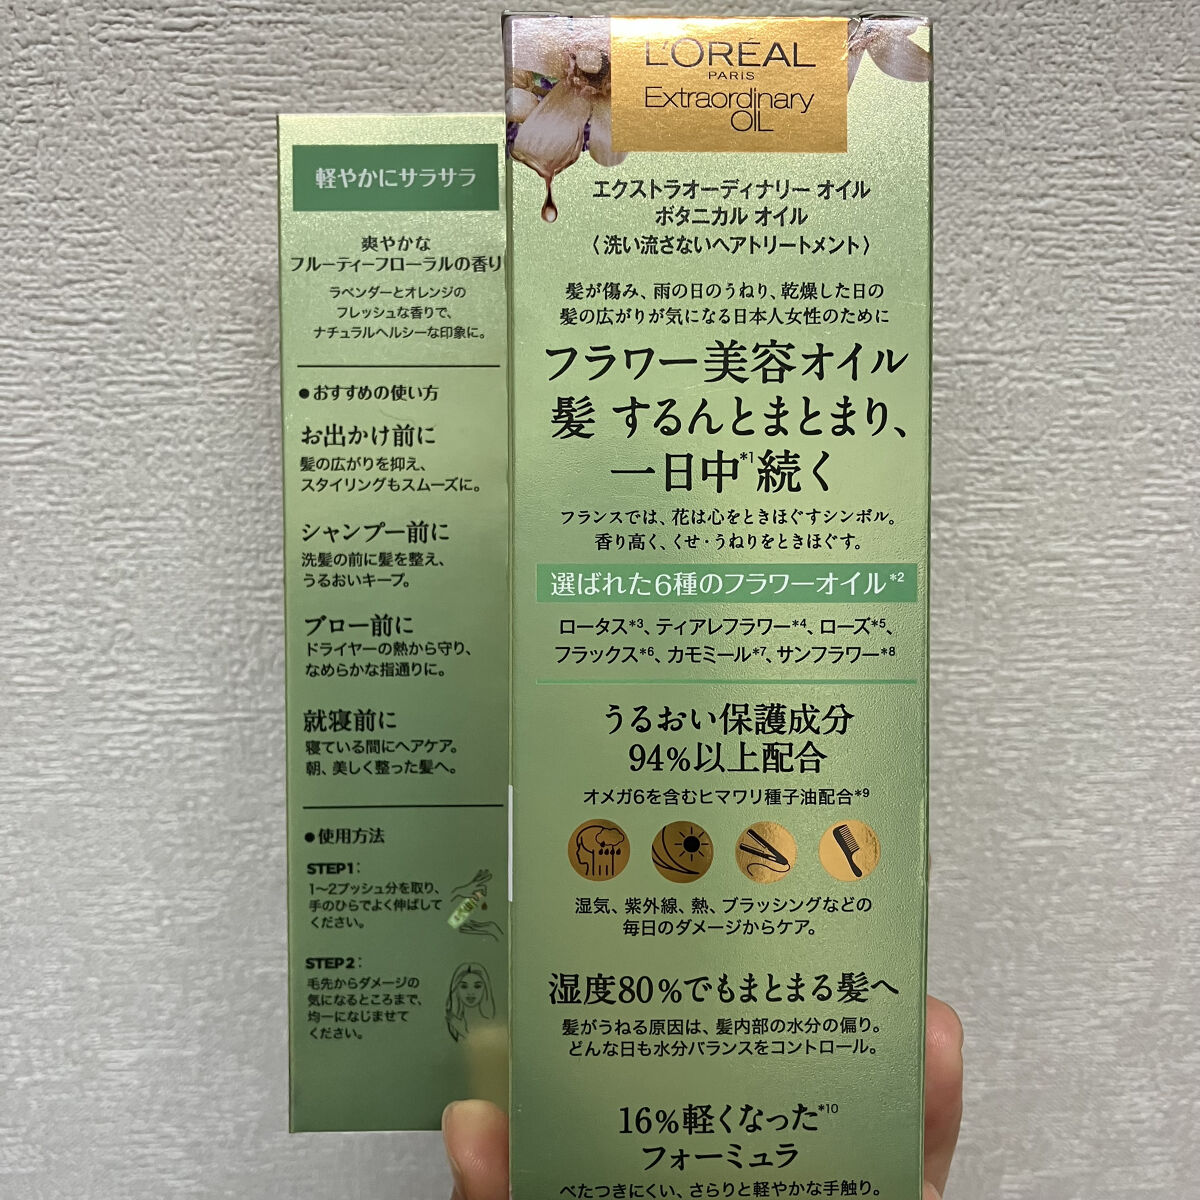 軽やかにサラサラ
爽やかな
フルーティーフローラルの香り
ラベンダーとオレンジの
フレッシュな香りで、
ナチュラルヘルシーな印象に。
●おすすめの使い方
お出かけ前に
髪の広がりを抑え、
スタイリングもスムーズに。
シャンプー前に
洗髪の前に髪を整え、
うるおいキープ。
ブロー前に
ドライヤーの熱から守り、
なめらかな指通りに。
就寝前に
寝ている間にヘアケア。
朝、美しく整った髪へ。
●使用方法
STEP1:
1〜2プッシュ分を取り、
手のひらでよく伸ばして
ください。
STEP2:
毛先からダメージの
気になるところまで、
均一になじませて
ください。
L'ORÉAL
PARIS
Extraordinary
OIL
エクストラオーディナリー オイル
ボタニカル オイル
〈洗い流さないヘアトリートメント〉
髪が傷み、雨の日のうねり、乾燥した日の
髪の広がりが気になる日本人女性のために
フラワー美容オイル
髪 するんとまとまり、
一日中*1続く
フランスでは、花は心をときほぐすシンボル。
香り高く、くせ・うねりをときほぐす。
選ばれた6種のフラワーオイル*2
ロータス*3、ティアレフラワー*4、ローズ*5、
フラックス*6、カモミール*7、サンフラワー*8
うるおい保護成分
94%以上配合
オメガ6を含むヒマワリ種子油配合*9
湿気、紫外線、熱、ブラッシングなどの
毎日のダメージからケア。
湿度80%でもまとまる髪へ
髪がうねる原因は、髪内部の水分の偏り。
どんな日も水分バランスをコントロール。
16%軽くなった*10
フォーミュラ
べたつきにくい、さらりと軽やかな手触り。